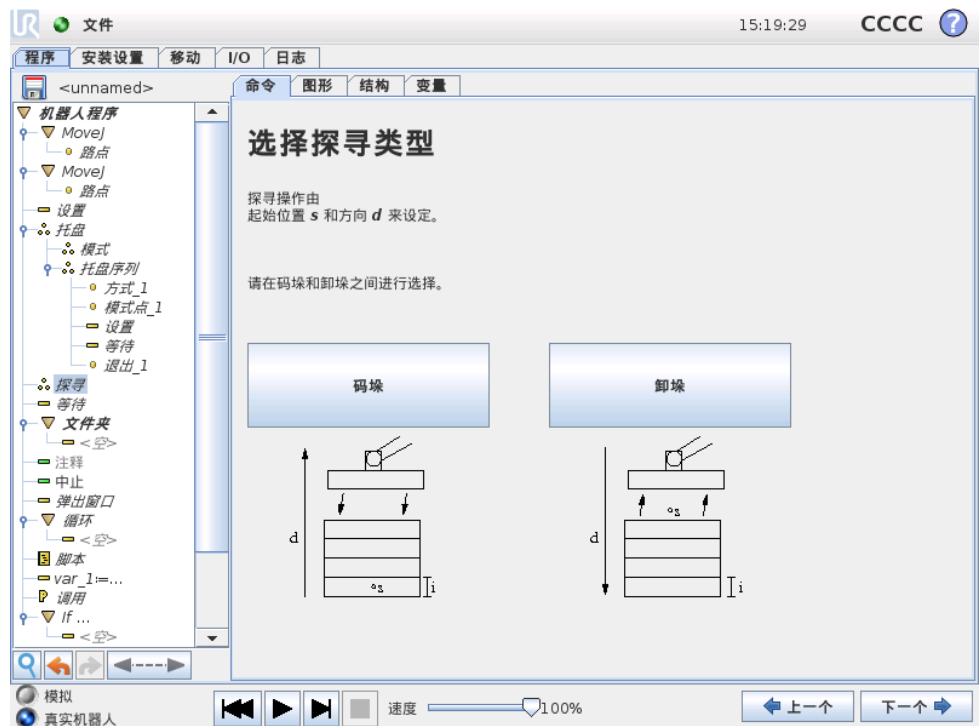 UR 文件 15:19:29 CCCC ?
程序 安装设置 移动 I/O 日志
<unnamed>
命令 图形 结构 变量
机器人程序
MoveJ
路点
MoveJ
路点
设置
托盘
模式
托盘序列
方式_1
模式点_1
设置
等待
退出_1
探寻
等待
文件夹
<空>
注释
中止
弹出窗口
循环
<空>
脚本
var_1:=...
调用
If ...
<空>
选择探寻类型
探寻操作由
起始位置 s 和方向 d 来设定。
请在码垛和卸垛之间进行选择。
码垛 卸垛
d s i
d s i
模拟
真实机器人
速度 100%
上一个 下一个